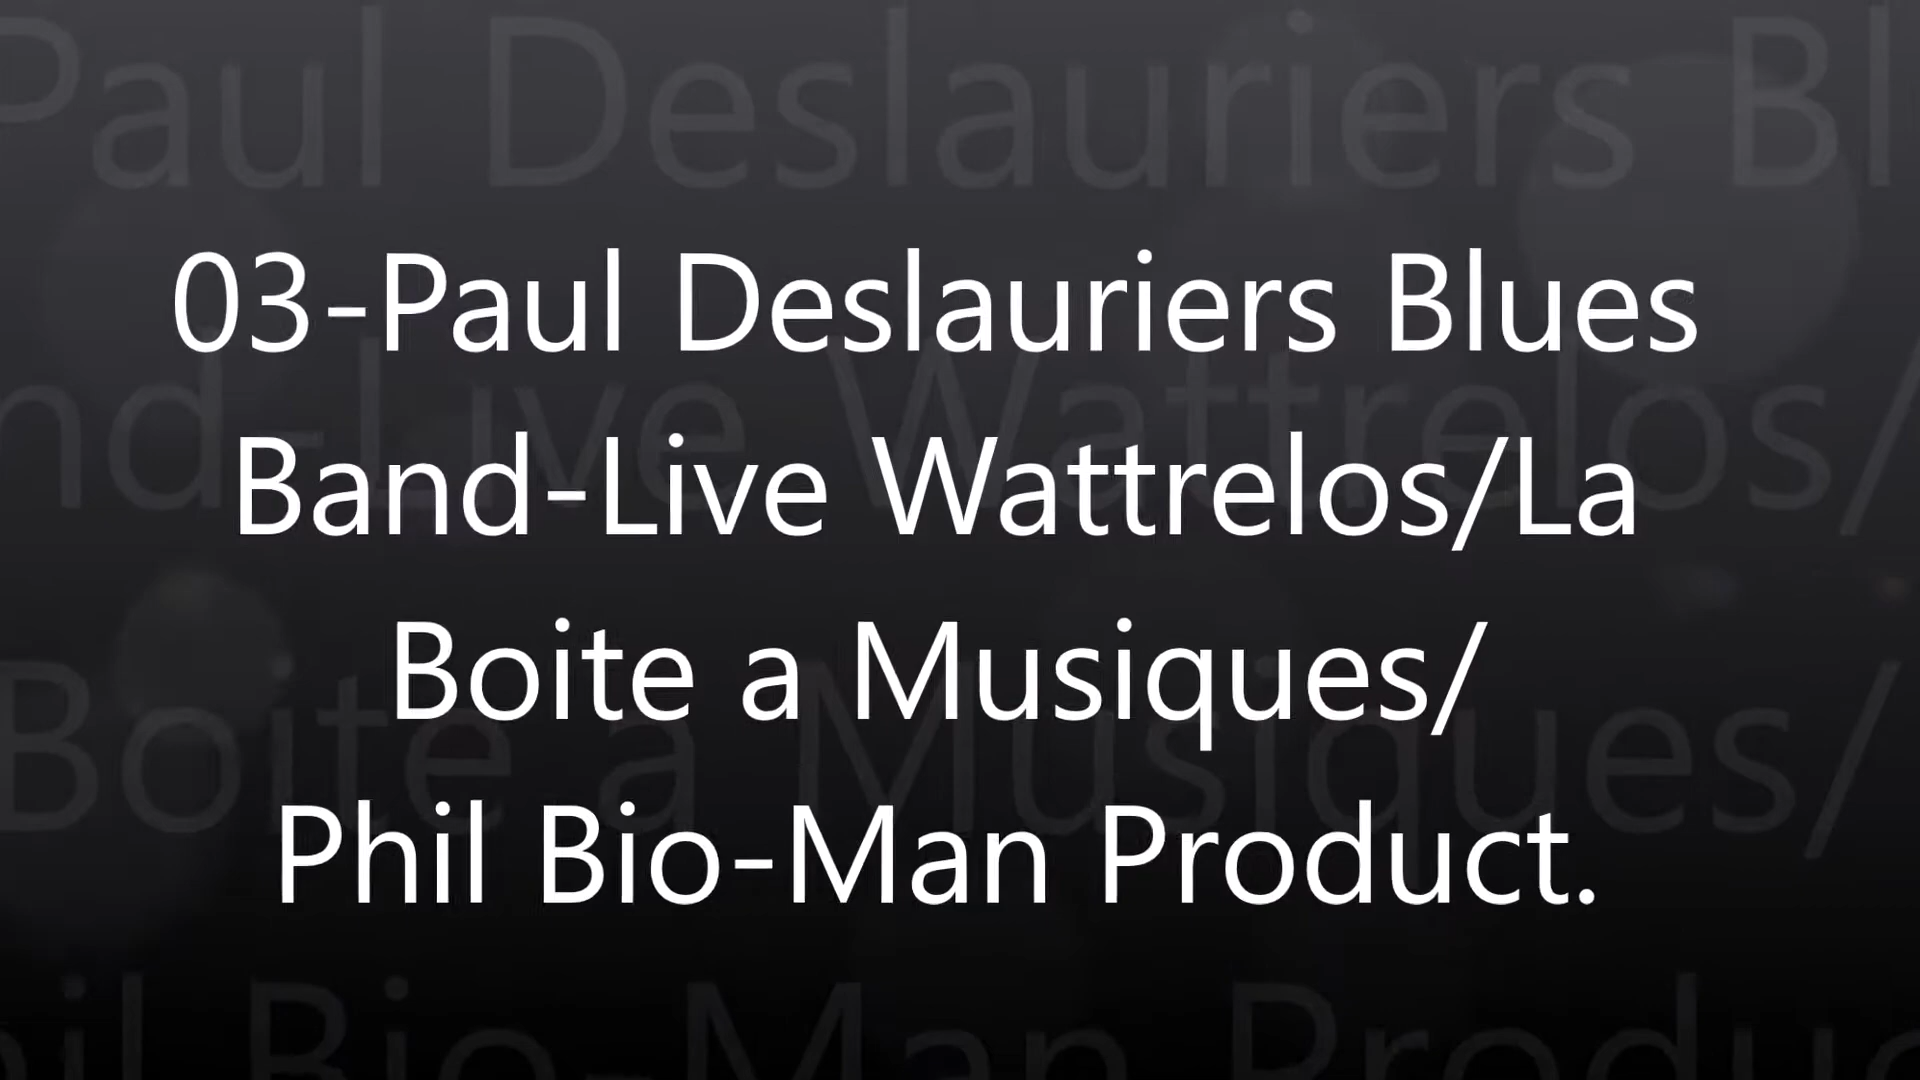 03-Paul Deslauriers Blues
Band-Live Wattrelos/La
Boite a Musiques/
Phil Bio-Man Product.